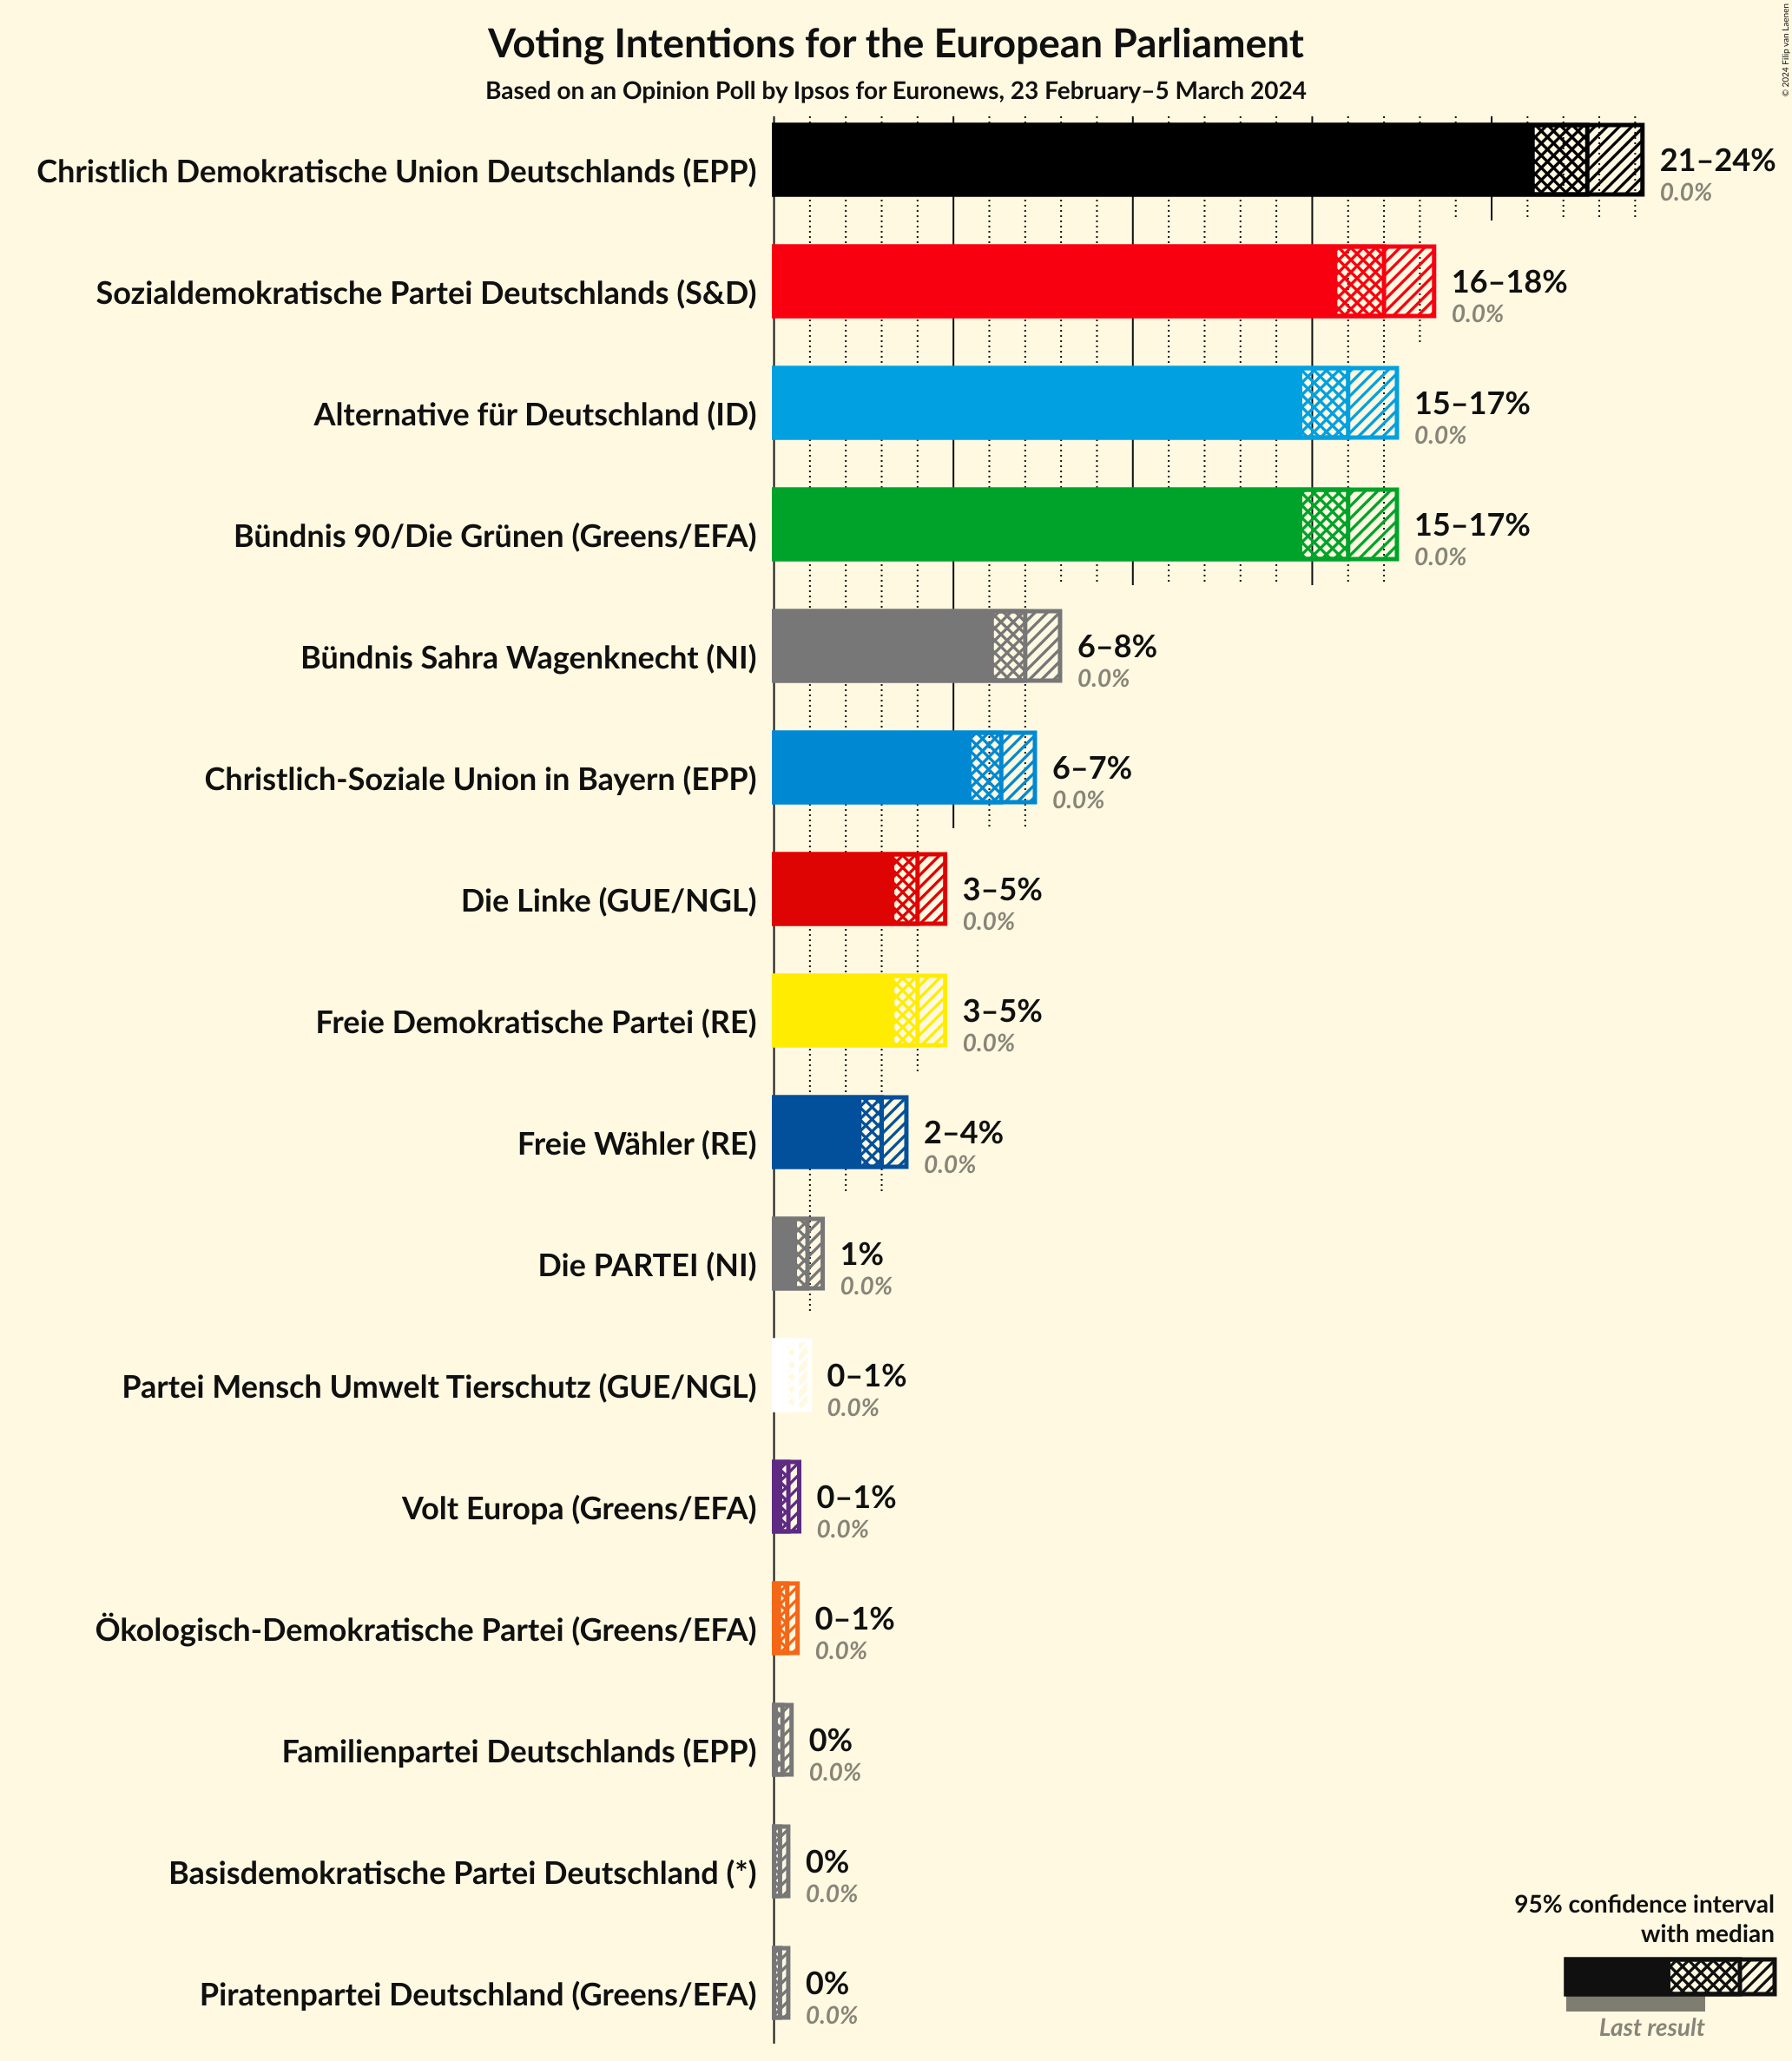 Voting Intentions for the European Parliament
Based on an Opinion Poll by Ipsos for Euronews, 23 February–5 March 2024
© 2024 Filip van Laenen
Christlich Demokratische Union Deutschlands (EPP)
21–24%
0.0%
Sozialdemokratische Partei Deutschlands (S&D)
16–18%
0.0%
Alternative für Deutschland (ID)
15–17%
0.0%
Bündnis 90/Die Grünen (Greens/EFA)
15–17%
0.0%
Bündnis Sahra Wagenknecht (NI)
6–8%
0.0%
Christlich-Soziale Union in Bayern (EPP)
6–7%
0.0%
Die Linke (GUE/NGL)
3–5%
0.0%
Freie Demokratische Partei (RE)
3–5%
0.0%
Freie Wähler (RE)
2–4%
0.0%
Die PARTEI (NI)
1%
0.0%
Partei Mensch Umwelt Tierschutz (GUE/NGL)
0–1%
0.0%
Volt Europa (Greens/EFA)
0–1%
0.0%
Ökologisch-Demokratische Partei (Greens/EFA)
0–1%
0.0%
Familienpartei Deutschlands (EPP)
0%
0.0%
Basisdemokratische Partei Deutschland (*)
0%
0.0%
Piratenpartei Deutschland (Greens/EFA)
0%
0.0%
95% confidence interval
with median
Last result